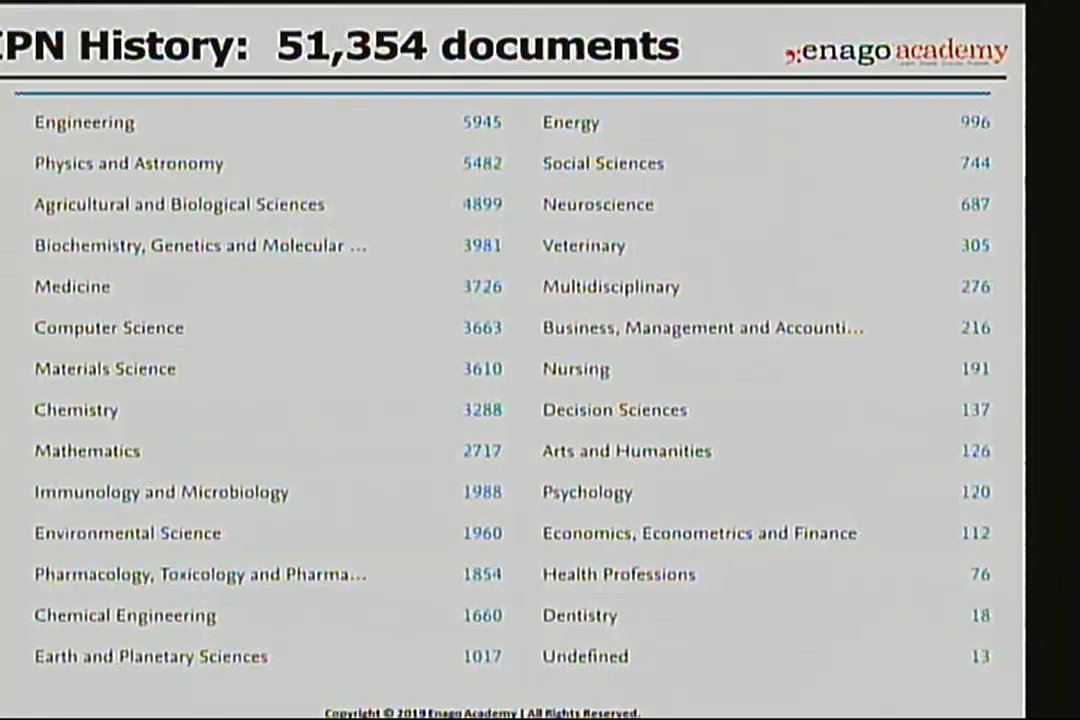 IPN History: 51,354 documents
enago academy
Engineering 5945
Physics and Astronomy 5482
Agricultural and Biological Sciences 4899
Biochemistry, Genetics and Molecular ... 3981
Medicine 3726
Computer Science 3663
Materials Science 3610
Chemistry 3288
Mathematics 2717
Immunology and Microbiology 1988
Environmental Science 1960
Pharmacology, Toxicology and Pharma... 1854
Chemical Engineering 1660
Earth and Planetary Sciences 1017
Energy 996
Social Sciences 744
Neuroscience 687
Veterinary 305
Multidisciplinary 276
Business, Management and Accounti... 216
Nursing 191
Decision Sciences 137
Arts and Humanities 126
Psychology 120
Economics, Econometrics and Finance 112
Health Professions 76
Dentistry 18
Undefined 13
Copyright © 2019 Enago Academy | All Rights Reserved.